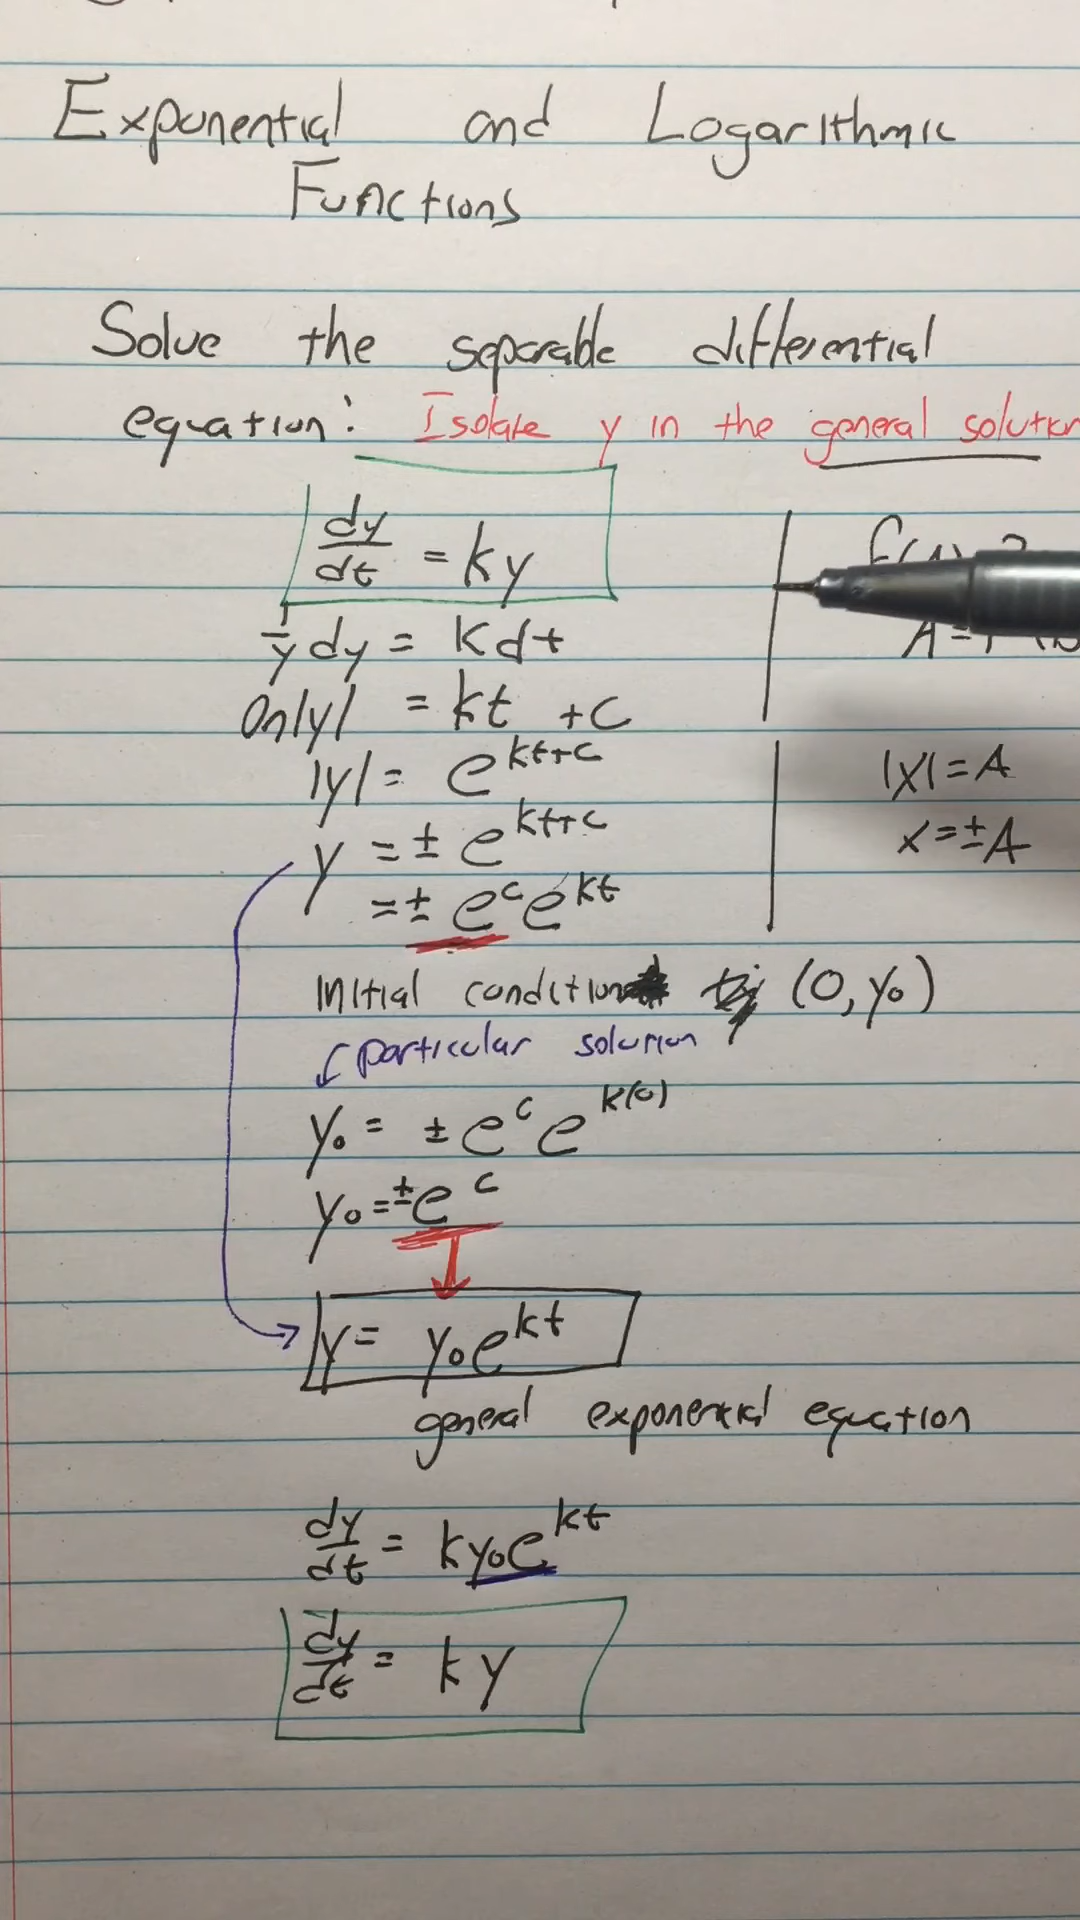 Exponential and Logarithmic
Functions
Solve the separable differential
equation: Isolate y in the general solution
dy/dt = ky
1/y dy = k dt
ln|y| = kt + c
|y| = e^(kt+c)
y = ± e^(kt+c)
= ± e^c e^(kt)
Initial condition (0, y₀)
particular solution
y₀ = ± e^c e^(k(0))
y₀ = ± e^c
y = y₀e^(kt)
general exponential equation
dy/dt = ky₀e^(kt)
dy/dt = ky
|x| = A
x = ±A